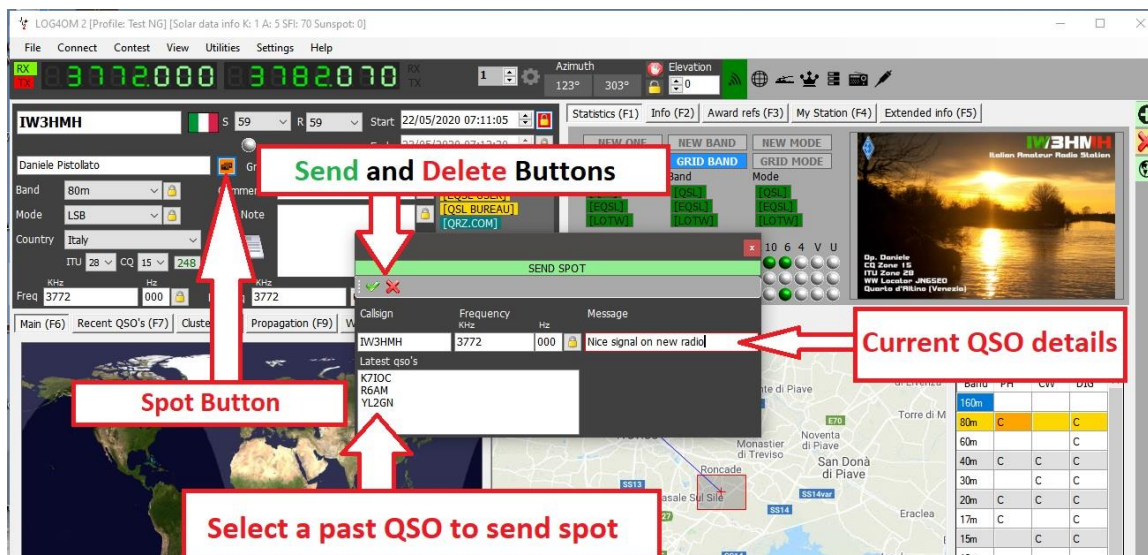 LOG4OM 2 [Profile: Test NG] [Solar data info K: 1 A: 5 SFI: 70 Sunspot: 0]
File Connect Contest View Utilities Settings Help
RX TX 3772.000 3782.070 RX TX 1
Azimuth 123° 303°
Elevation 0
IW3HMH S 59 R 59 Start 22/05/2020 07:11:05
Statistics (F1) Info (F2) Award refs (F3) My Station (F4) Extended info (F5)
Daniele Pistollato
Send and Delete Buttons
NEW ONE NEW BAND NEW MODE
GRID BAND GRID MODE
Band 80m
Mode LSB
Note
Country Italy
ITU 28 CQ 15 248
KHz Hz KHz
Freq 3772 000 3772
[QSL BUREAU]
[QRZ.COM]
Band Mode
[QSL] [QSL]
[EQSL] [EQSL] [EQSL]
[LOTW] [LOTW] [LOTW]
10 6 4 V U
IW3HMH
Italian Amateur Radio Station
Op. Daniele
CQ Zone 15
ITU Zone 28
WW Locator JN65EO
Quarto d'Altino (Venezia)
x
SEND SPOT
Callsign Frequency Message
KHz Hz
IW3HMH 3772 000 Nice signal on new radio
Latest qso's
K7IOC
R6AM
YL2GN
Current QSO details
Main (F6) Recent QSO's (F7) Propagation (F9)
Spot Button
Select a past QSO to send spot
di Piave
E70
Torre di M
Monastier di Treviso
Noventa di Piave
San Donà di Piave
Roncade
SS13
SS14var
SS14
Eraclea
Band PH CW DIG
160m
80m C C
60m C
40m C C C
30m C C
20m C C C
17m C C
15m C C